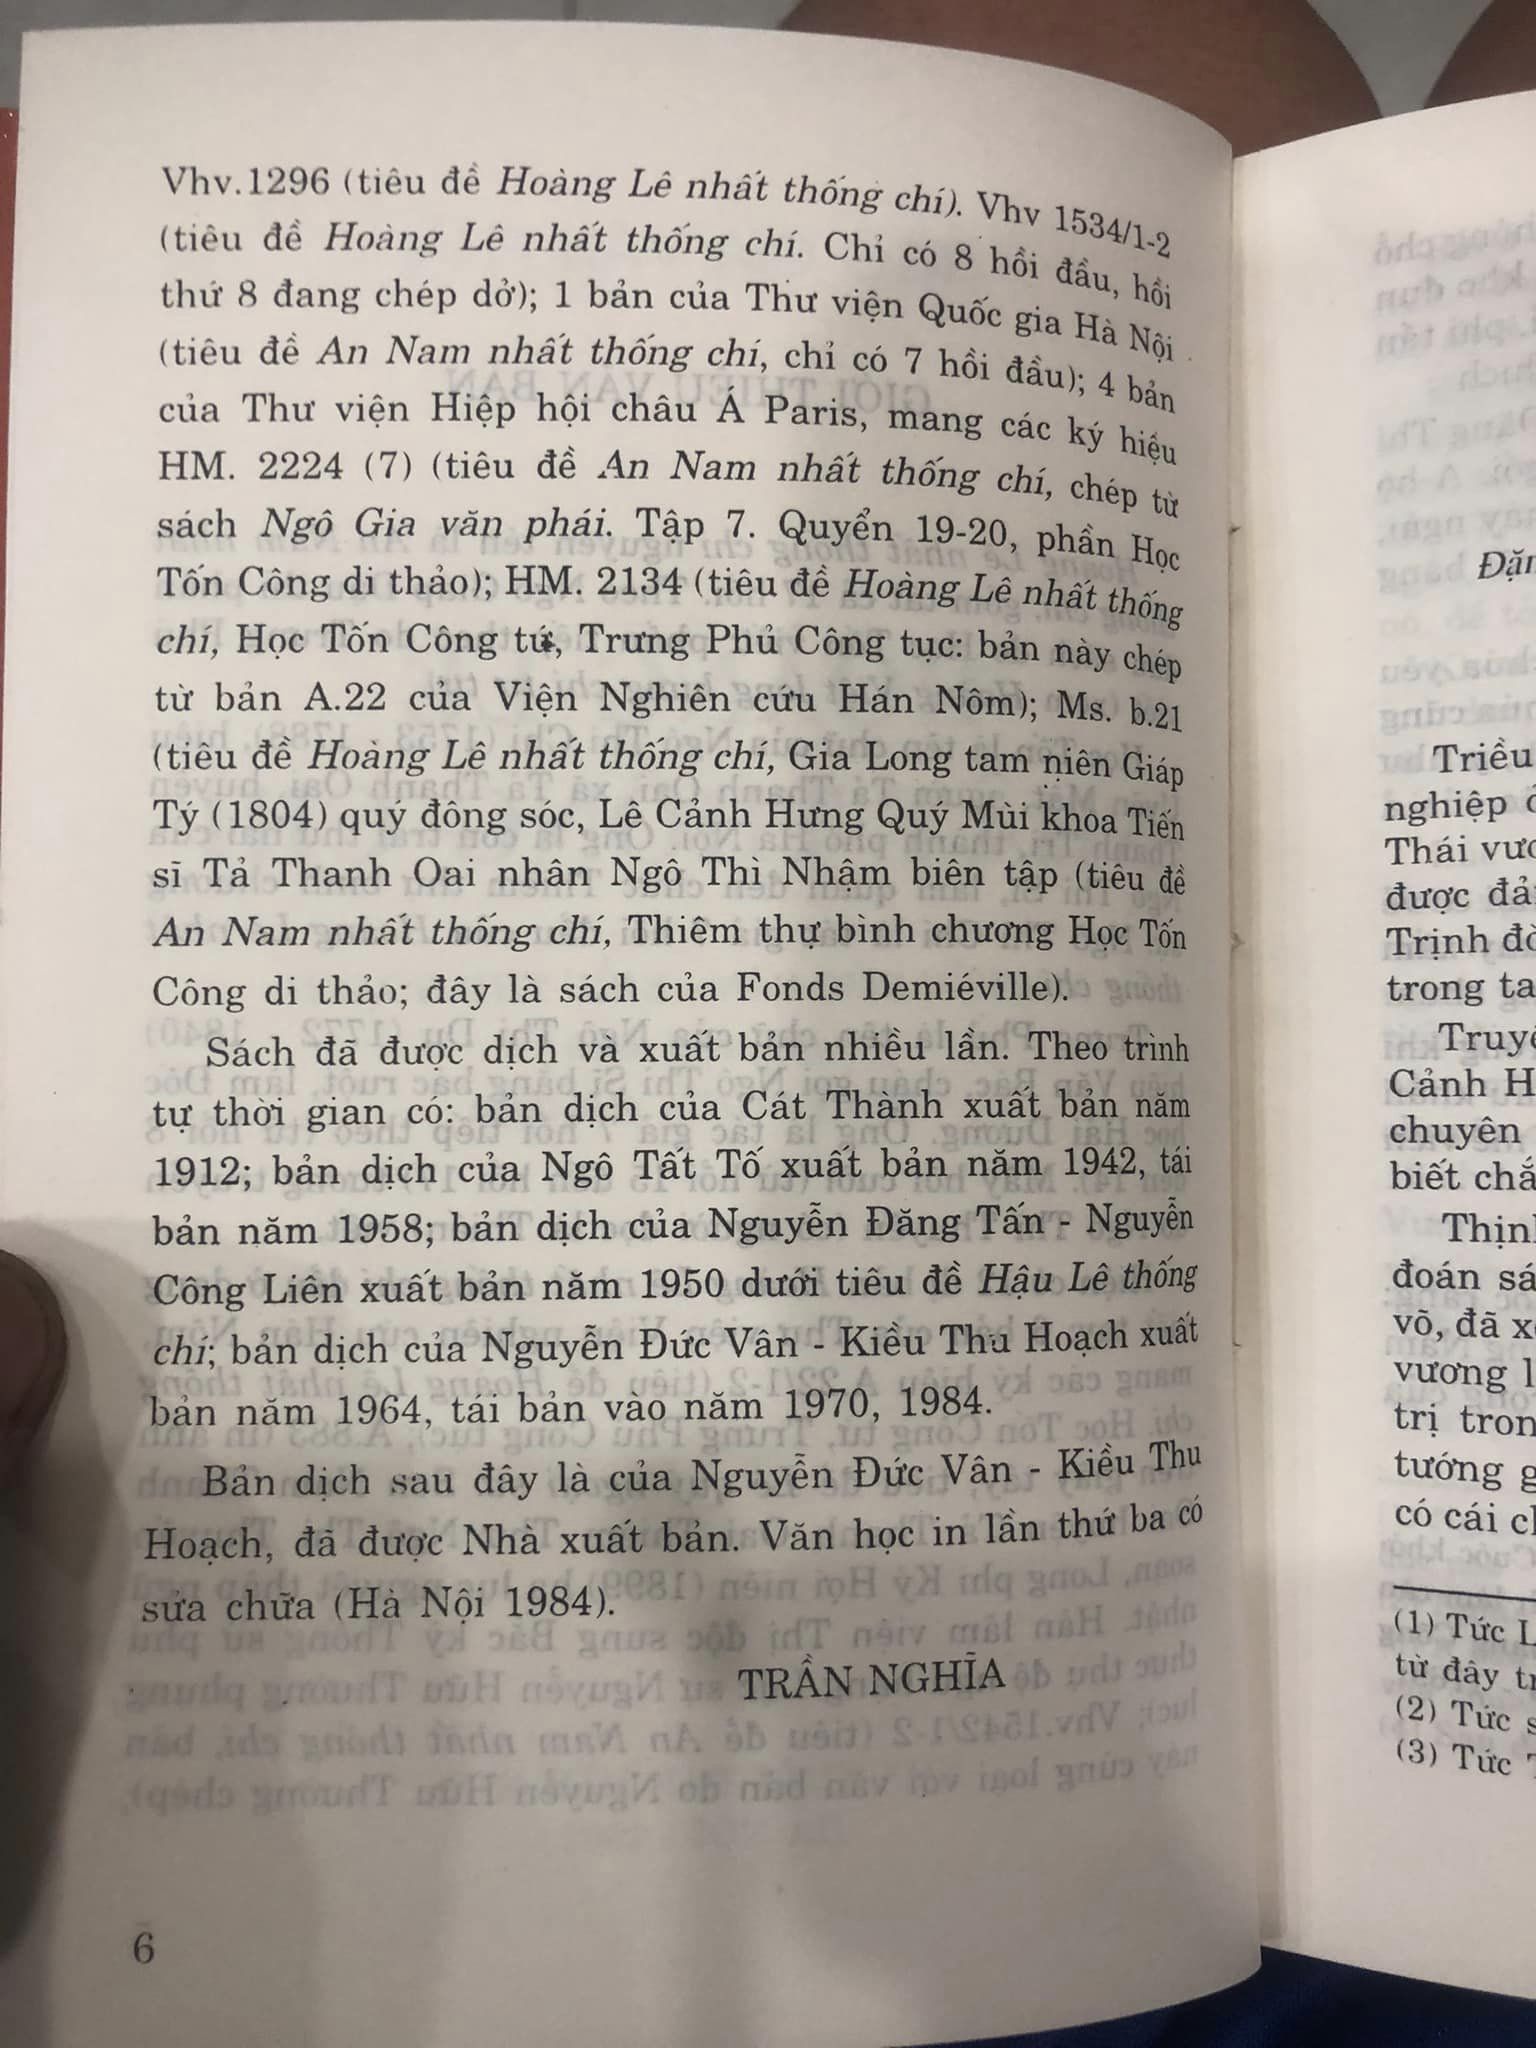 Vhv.1296 (tiêu đề Hoàng Lê nhất thống chí). Vhv 1534/1-2
(tiêu đề Hoàng Lê nhất thống chí. Chỉ có 8 hồi đầu, hồi
thứ 8 đang chép dở); 1 bản của Thư viện Quốc gia Hà Nội
(tiêu đề An Nam nhất thống chí, chỉ có 7 hồi đầu); 4 bản
của Thư viện Hiệp hội châu Á Paris, mang các ký hiệu
HM. 2224 (7) (tiêu đề An Nam nhất thống chí, chép từ
sách Ngô Gia văn phái. Tập 7. Quyển 19-20, phần Học
Tốn Công di thảo); HM. 2134 (tiêu đề Hoàng Lê nhất thống
chí, Học Tốn Công tứ, Trưng Phủ Công tục: bản này chép
từ bản A.22 của Viện Nghiên cứu Hán Nôm); Ms. b.21
(tiêu đề Hoàng Lê nhất thống chí, Gia Long tam niên Giáp
Tý (1804) quý đông sóc, Lê Cảnh Hưng Quý Mùi khoa Tiến
sĩ Tả Thanh Oai nhân Ngô Thì Nhậm biên tập (tiêu đề
An Nam nhất thống chí, Thiêm thự bình chương Học Tốn
Công di thảo; đây là sách của Fonds Demiéville).
Sách đã được dịch và xuất bản nhiều lần. Theo trình
tự thời gian có: bản dịch của Cát Thành xuất bản năm
1912; bản dịch của Ngô Tất Tố xuất bản năm 1942, tái
bản năm 1958; bản dịch của Nguyễn Đăng Tấn - Nguyễn
Công Liên xuất bản năm 1950 dưới tiêu đề Hậu Lê thống
chí; bản dịch của Nguyễn Đức Vân - Kiều Thu Hoạch xuất
bản năm 1964, tái bản vào năm 1970, 1984.
Bản dịch sau đây là của Nguyễn Đức Vân - Kiều Thu
Hoạch, đã được Nhà xuất bản. Văn học in lần thứ ba có
sửa chữa (Hà Nội 1984).
TRẦN NGHĨA
6
Triều
nghiệp
Thái
được
Trịnh
trong
Cảnh
chuyên
biết
đoán
võ, đã
vương
trị
tướng
có cái
(1) Tức
từ đây
(2) Tức
(3) Tức